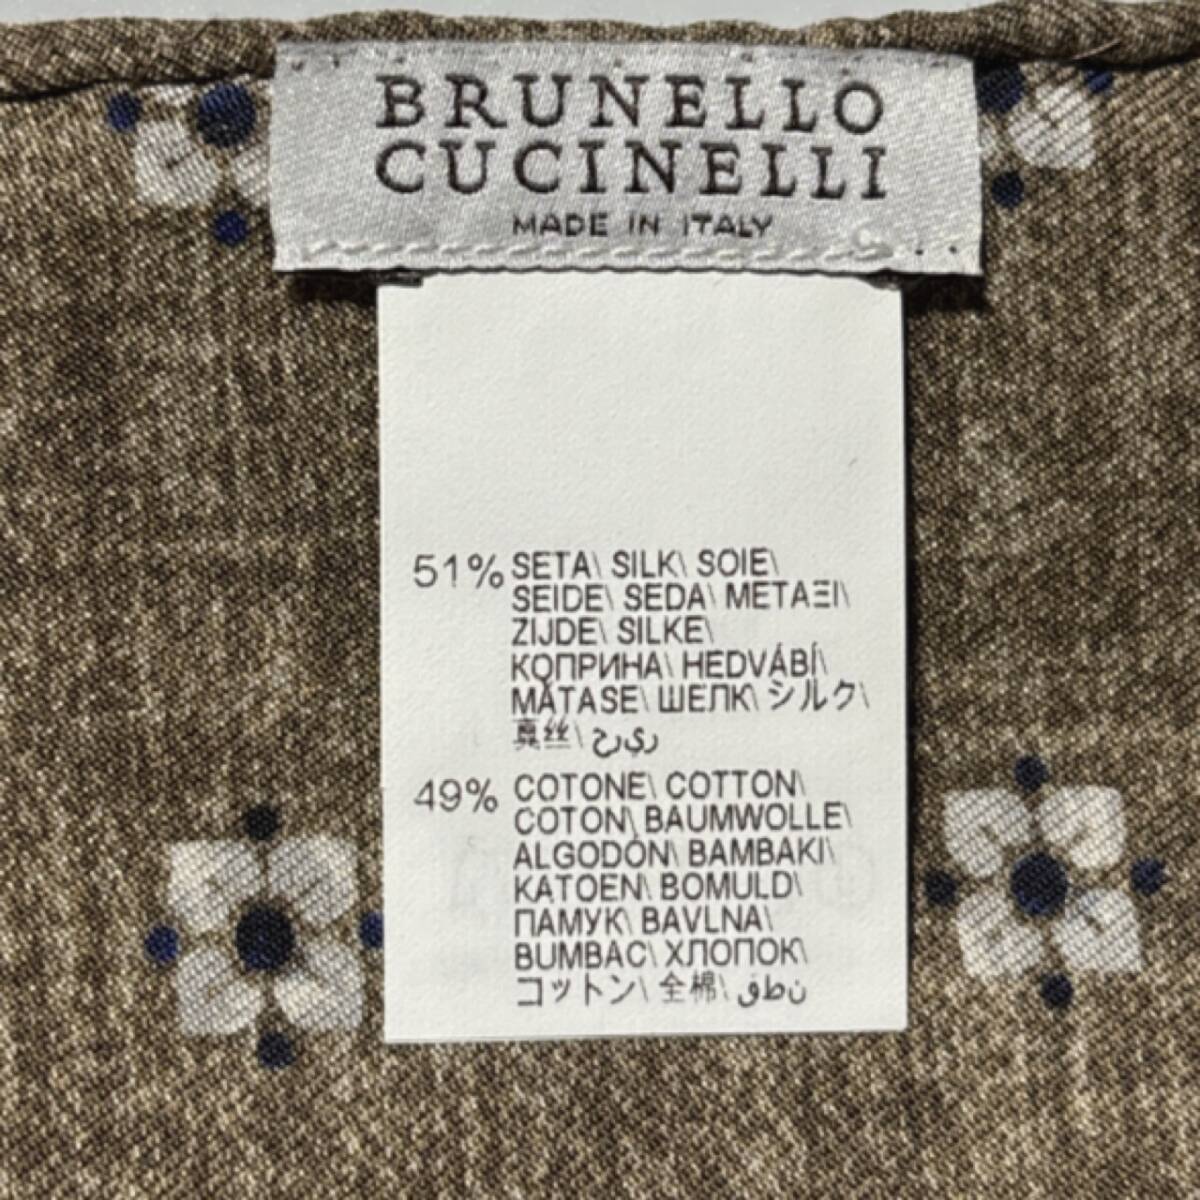 BRUNELLO
CUCINELLI
MADE IN ITALY
51% SETA\ SILK\ SOIE\
SEIDE\ SEDA\ ΜΕΤΑΞΙ\
ZIJDE\ SILKE\
КОПРИНА\ HEDVÁBÍ\
MÄTASE\ ШЕЛК\ シルク\
真丝\ حرير
49% COTONE\ COTTON\
COTON\ BAUMWOLLE\
ALGODÓN\ BAMBAKI\
KATOEN\ BOMULD\
ПАМУК\ BAVLNA\
BUMBAC\ ХЛОПОК\
コットン\ 全棉\ قطن